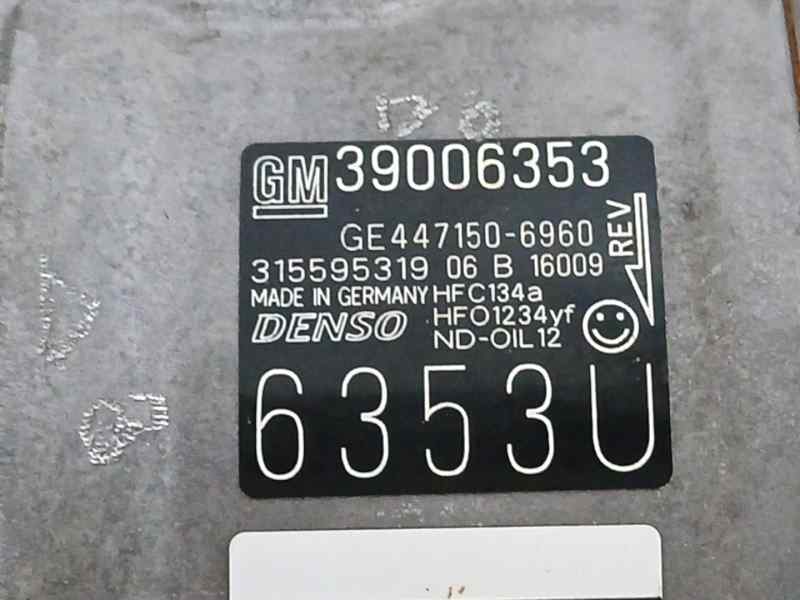 GM 39006353
GE447150-6960
REV
315595319 06 B 16009
MADE IN GERMANY HFC134a
DENSO HFO1234yf
ND-OIL12
6353U